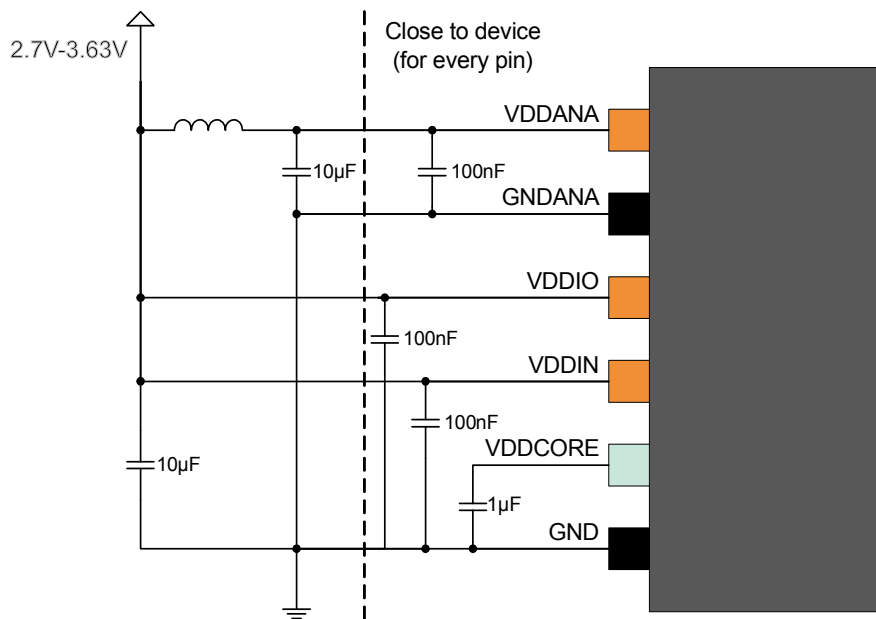 2.7V-3.63V
Close to device
(for every pin)
VDDANA
10µF
100nF
GNDANA
VDDIO
100nF
VDDIN
100nF
VDDCORE
10µF
1µF
GND